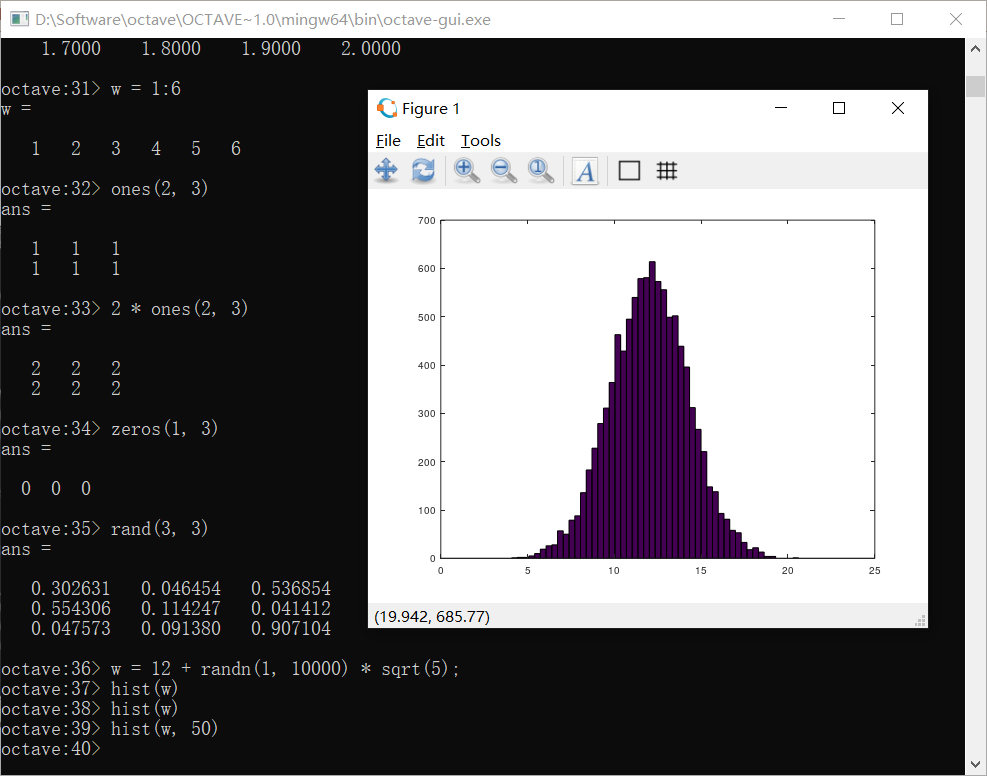 D:\Software\octave\OCTAVE~1.0\mingw64\bin\octave-gui.exe
1.7000 1.8000 1.9000 2.0000
octave:31> w = 1:6
w =
1 2 3 4 5 6
octave:32> ones(2, 3)
ans =
1 1 1
1 1 1
octave:33> 2 * ones(2, 3)
ans =
2 2 2
2 2 2
octave:34> zeros(1, 3)
ans =
0 0 0
octave:35> rand(3, 3)
ans =
0.302631 0.046454 0.536854
0.554306 0.114247 0.041412
0.047573 0.091380 0.907104
octave:36> w = 12 + randn(1, 10000) * sqrt(5);
octave:37> hist(w)
octave:38> hist(w)
octave:39> hist(w, 50)
octave:40>
Figure 1
File Edit Tools
A
700
600
500
400
300
200
100
0
0 5 10 15 20 25
(19.942, 685.77)